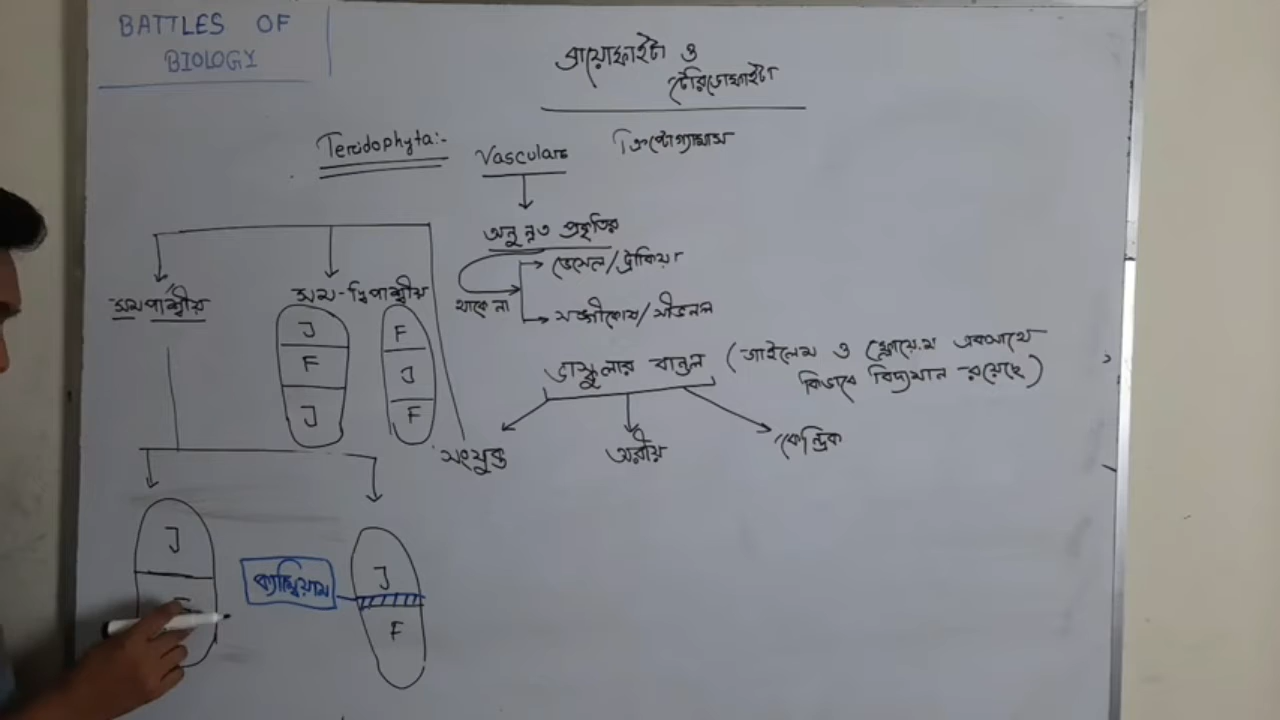 BATTLES OF
BIOLOGY
ব্রায়োফাইটা ও
টেরিডোফাইটা
ক্রিপ্টোগ্যামাস
Teridophyta:-
Vascular
অনুন্নত প্রকৃতির
ভেসেল/ট্রাকিয়া
থাকে না
সঙ্গীকোষ/সীভনল
সমপার্শ্বীয়
সম-দ্বিপার্শ্বীয়
J
F
J
F
J
F
ভাস্কুলার বান্ডল (জাইলেম ও ফ্লোয়েম একসাথে
কিভাবে বিদ্যমান রয়েছে)
সংযুক্ত
অরীয়
কেন্দ্রিক
J
ক্যাম্বিয়াম
J
F